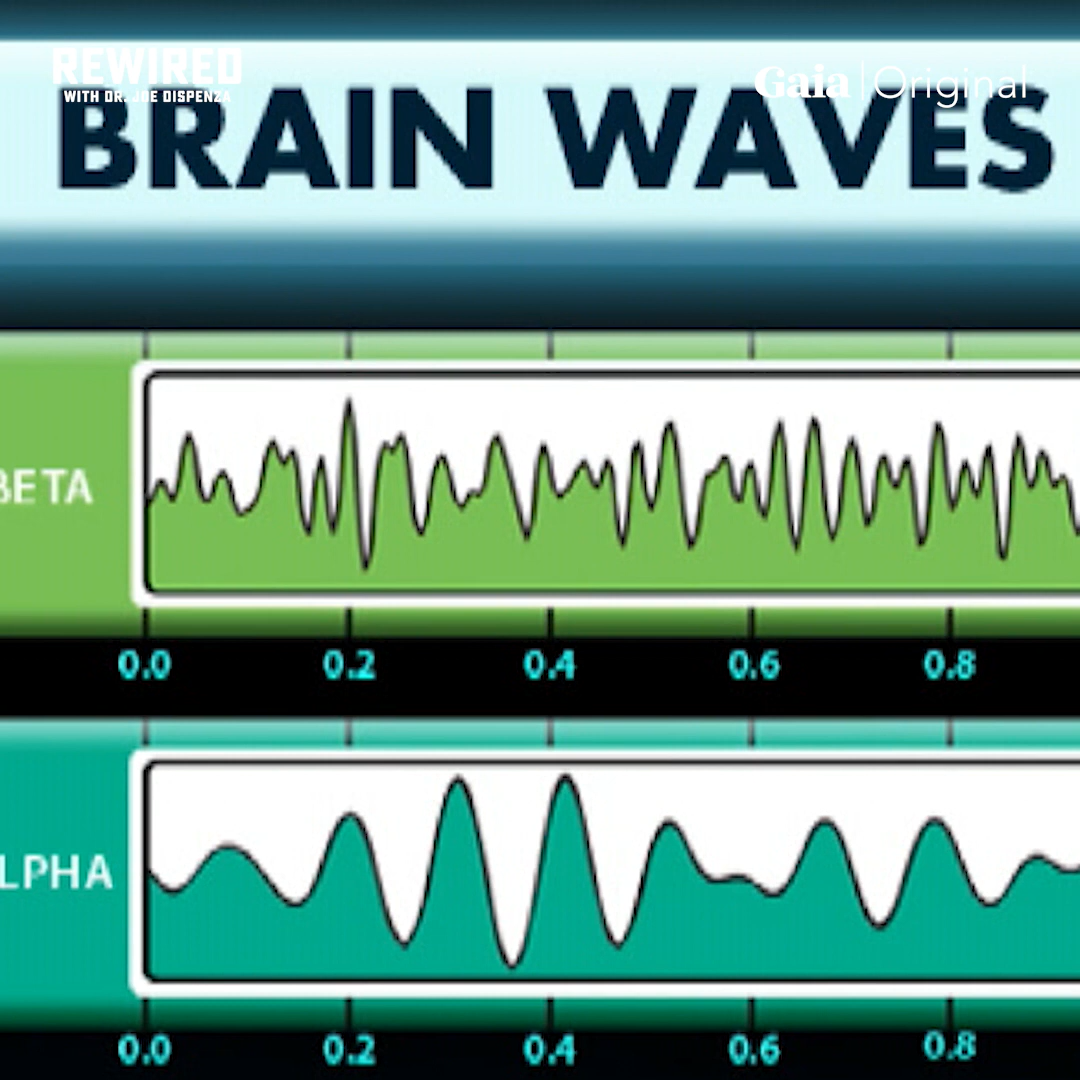 REWIRED
WITH DR. JOE DISPENZA
Gaia | Original
BRAIN WAVES
BETA
0.0 0.2 0.4 0.6 0.8
LPHA
0.0 0.2 0.4 0.6 0.8